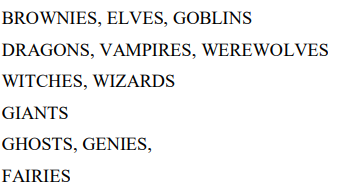 BROWNIES, ELVES, GOBLINS
DRAGONS, VAMPIRES, WEREWOLVES
WITCHES, WIZARDS
GIANTS
GHOSTS, GENIES,
FAIRIES